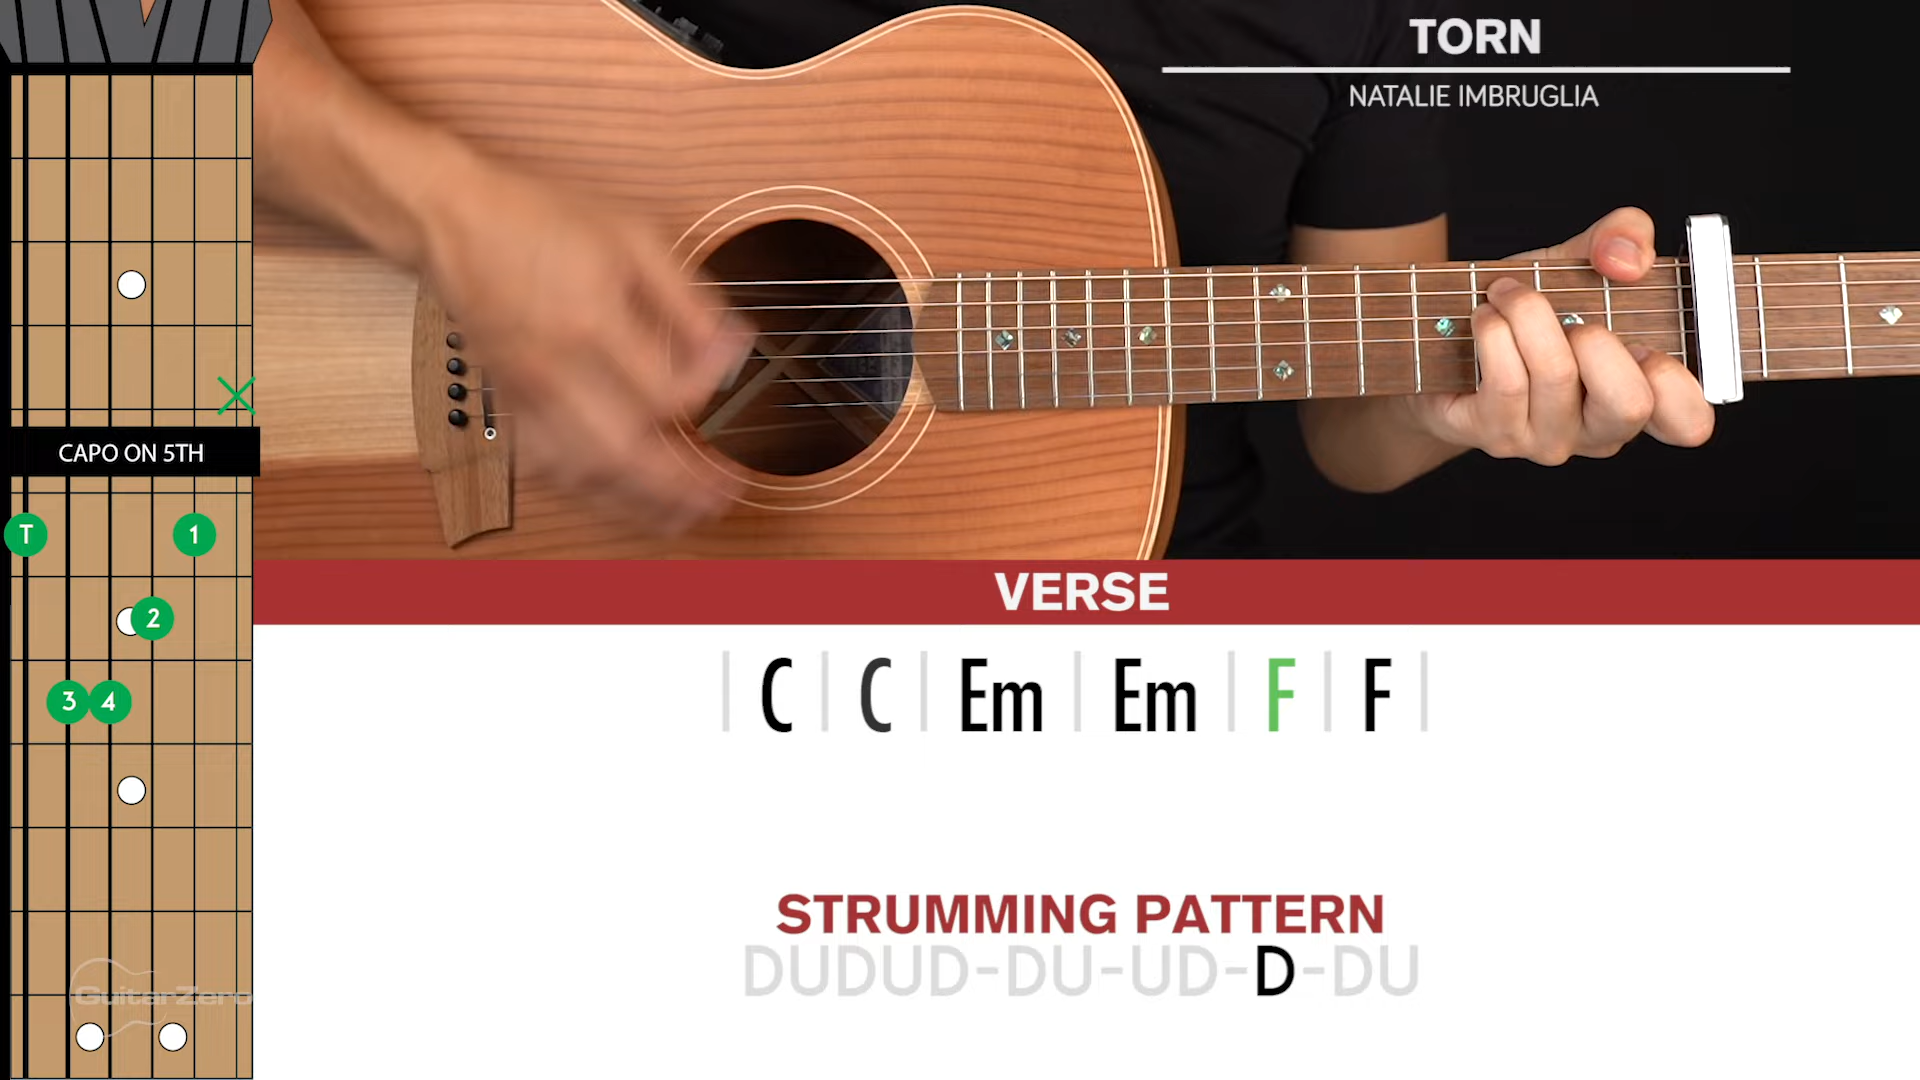 TORN
NATALIE IMBRUGLIA
CAPO ON 5TH
T 1
2
3 4
VERSE
| C | C | Em | Em | F | F |
STRUMMING PATTERN
DUDUD-DU-UD-D-DU
GuitarZero